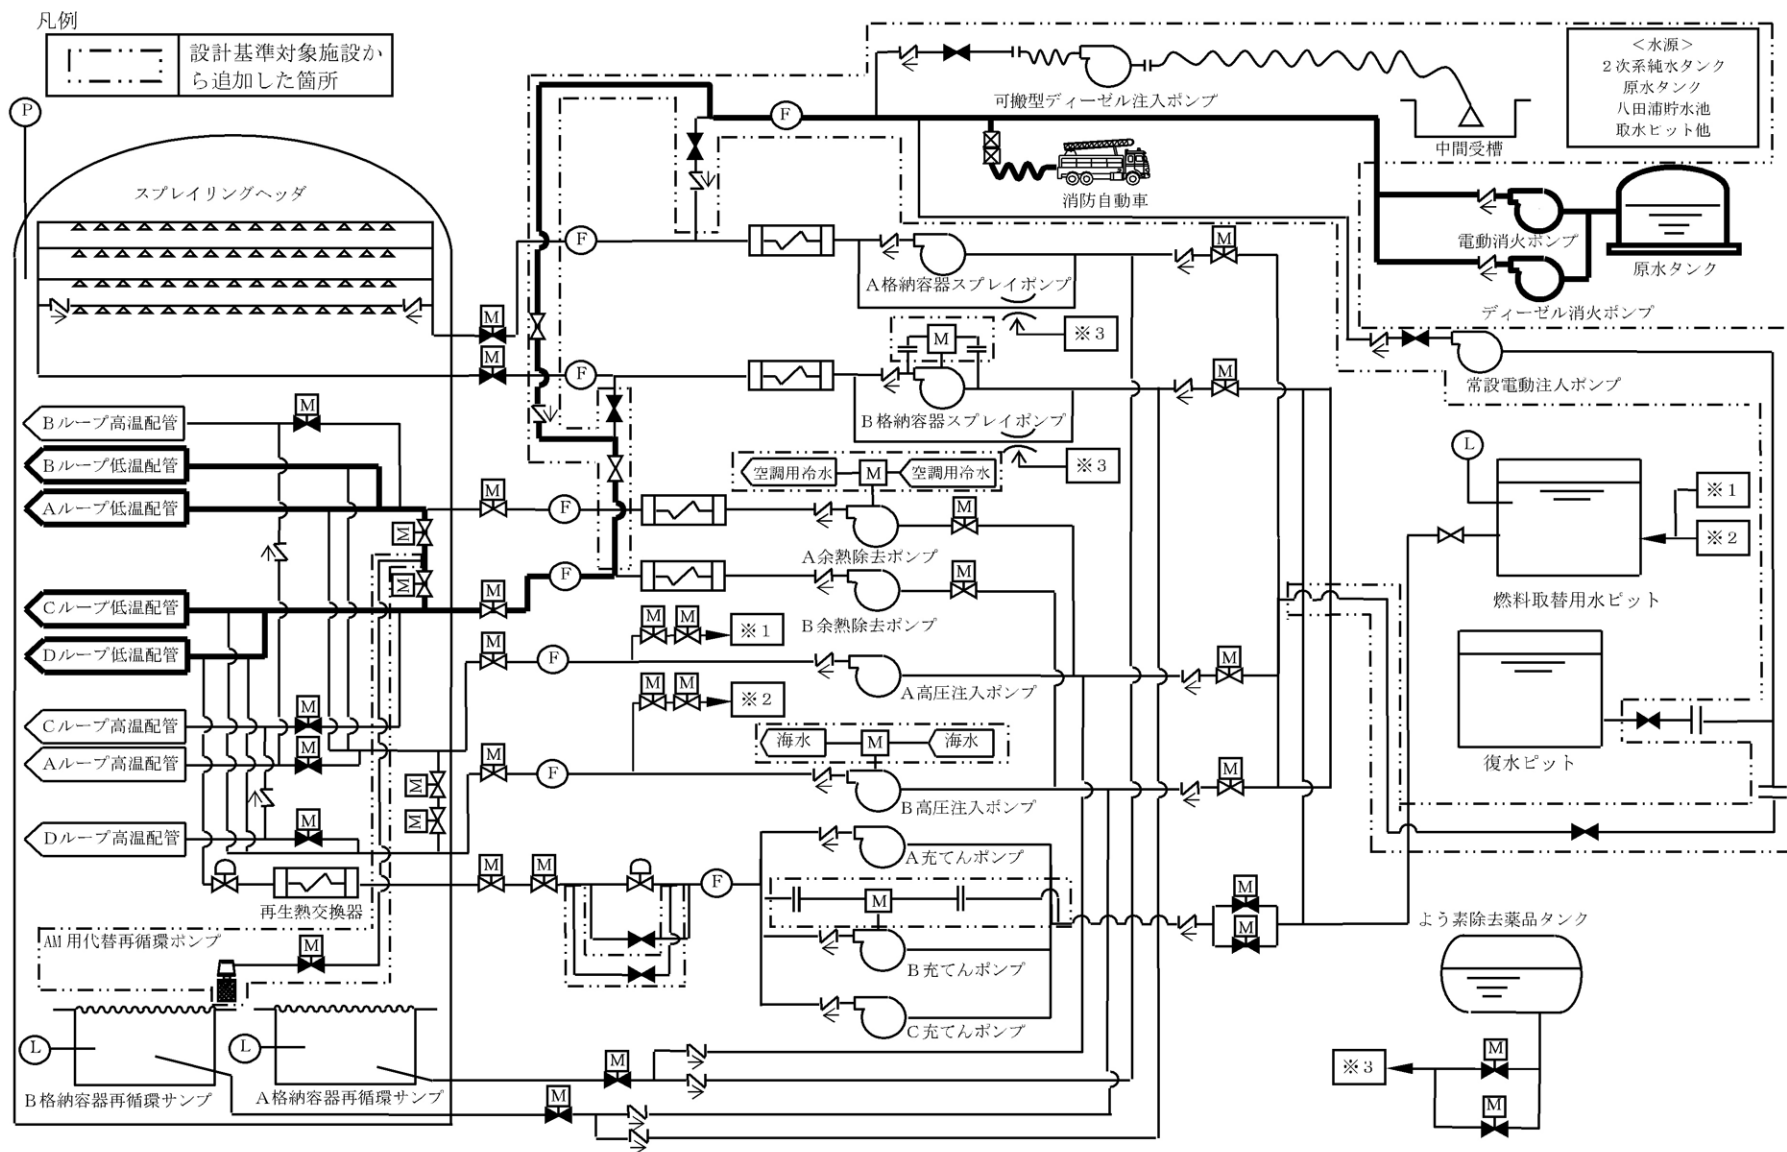 凡例
設計基準対象施設か
ら追加した箇所
P
スプレイリングヘッダ
可搬型ディーゼル注入ポンプ
中間受槽
＜水源＞
2次系純水タンク
原水タンク
八田浦貯水池
取水ピット他
F
消防自動車
電動消火ポンプ
原水タンク
ディーゼル消火ポンプ
F
A格納容器スプレイポンプ
M
※3
M
M
F
M
B格納容器スプレイポンプ
M
※3
常設電動注入ポンプ
Bループ高温配管
M
Bループ低温配管
Aループ低温配管
M
M
F
空調用冷水
M
空調用冷水
A余熱除去ポンプ
M
L
※1
※2
燃料取替用水ピット
M
Cループ低温配管
M
F
B余熱除去ポンプ
M
Dループ低温配管
M
F
M
M
※1
A高圧注入ポンプ
M
M
M
※2
Cループ高温配管
M
Aループ高温配管
M
M
F
海水
M
海水
B高圧注入ポンプ
M
復水ピット
M
M
Dループ高温配管
M
再生熱交換器
M
M
F
A充てんポンプ
M
B充てんポンプ
C充てんポンプ
M
M
よう素除去薬品タンク
AM用代替再循環ポンプ
M
L
L
B格納容器再循環サンプ
A格納容器再循環サンプ
M
M
※3
M
M